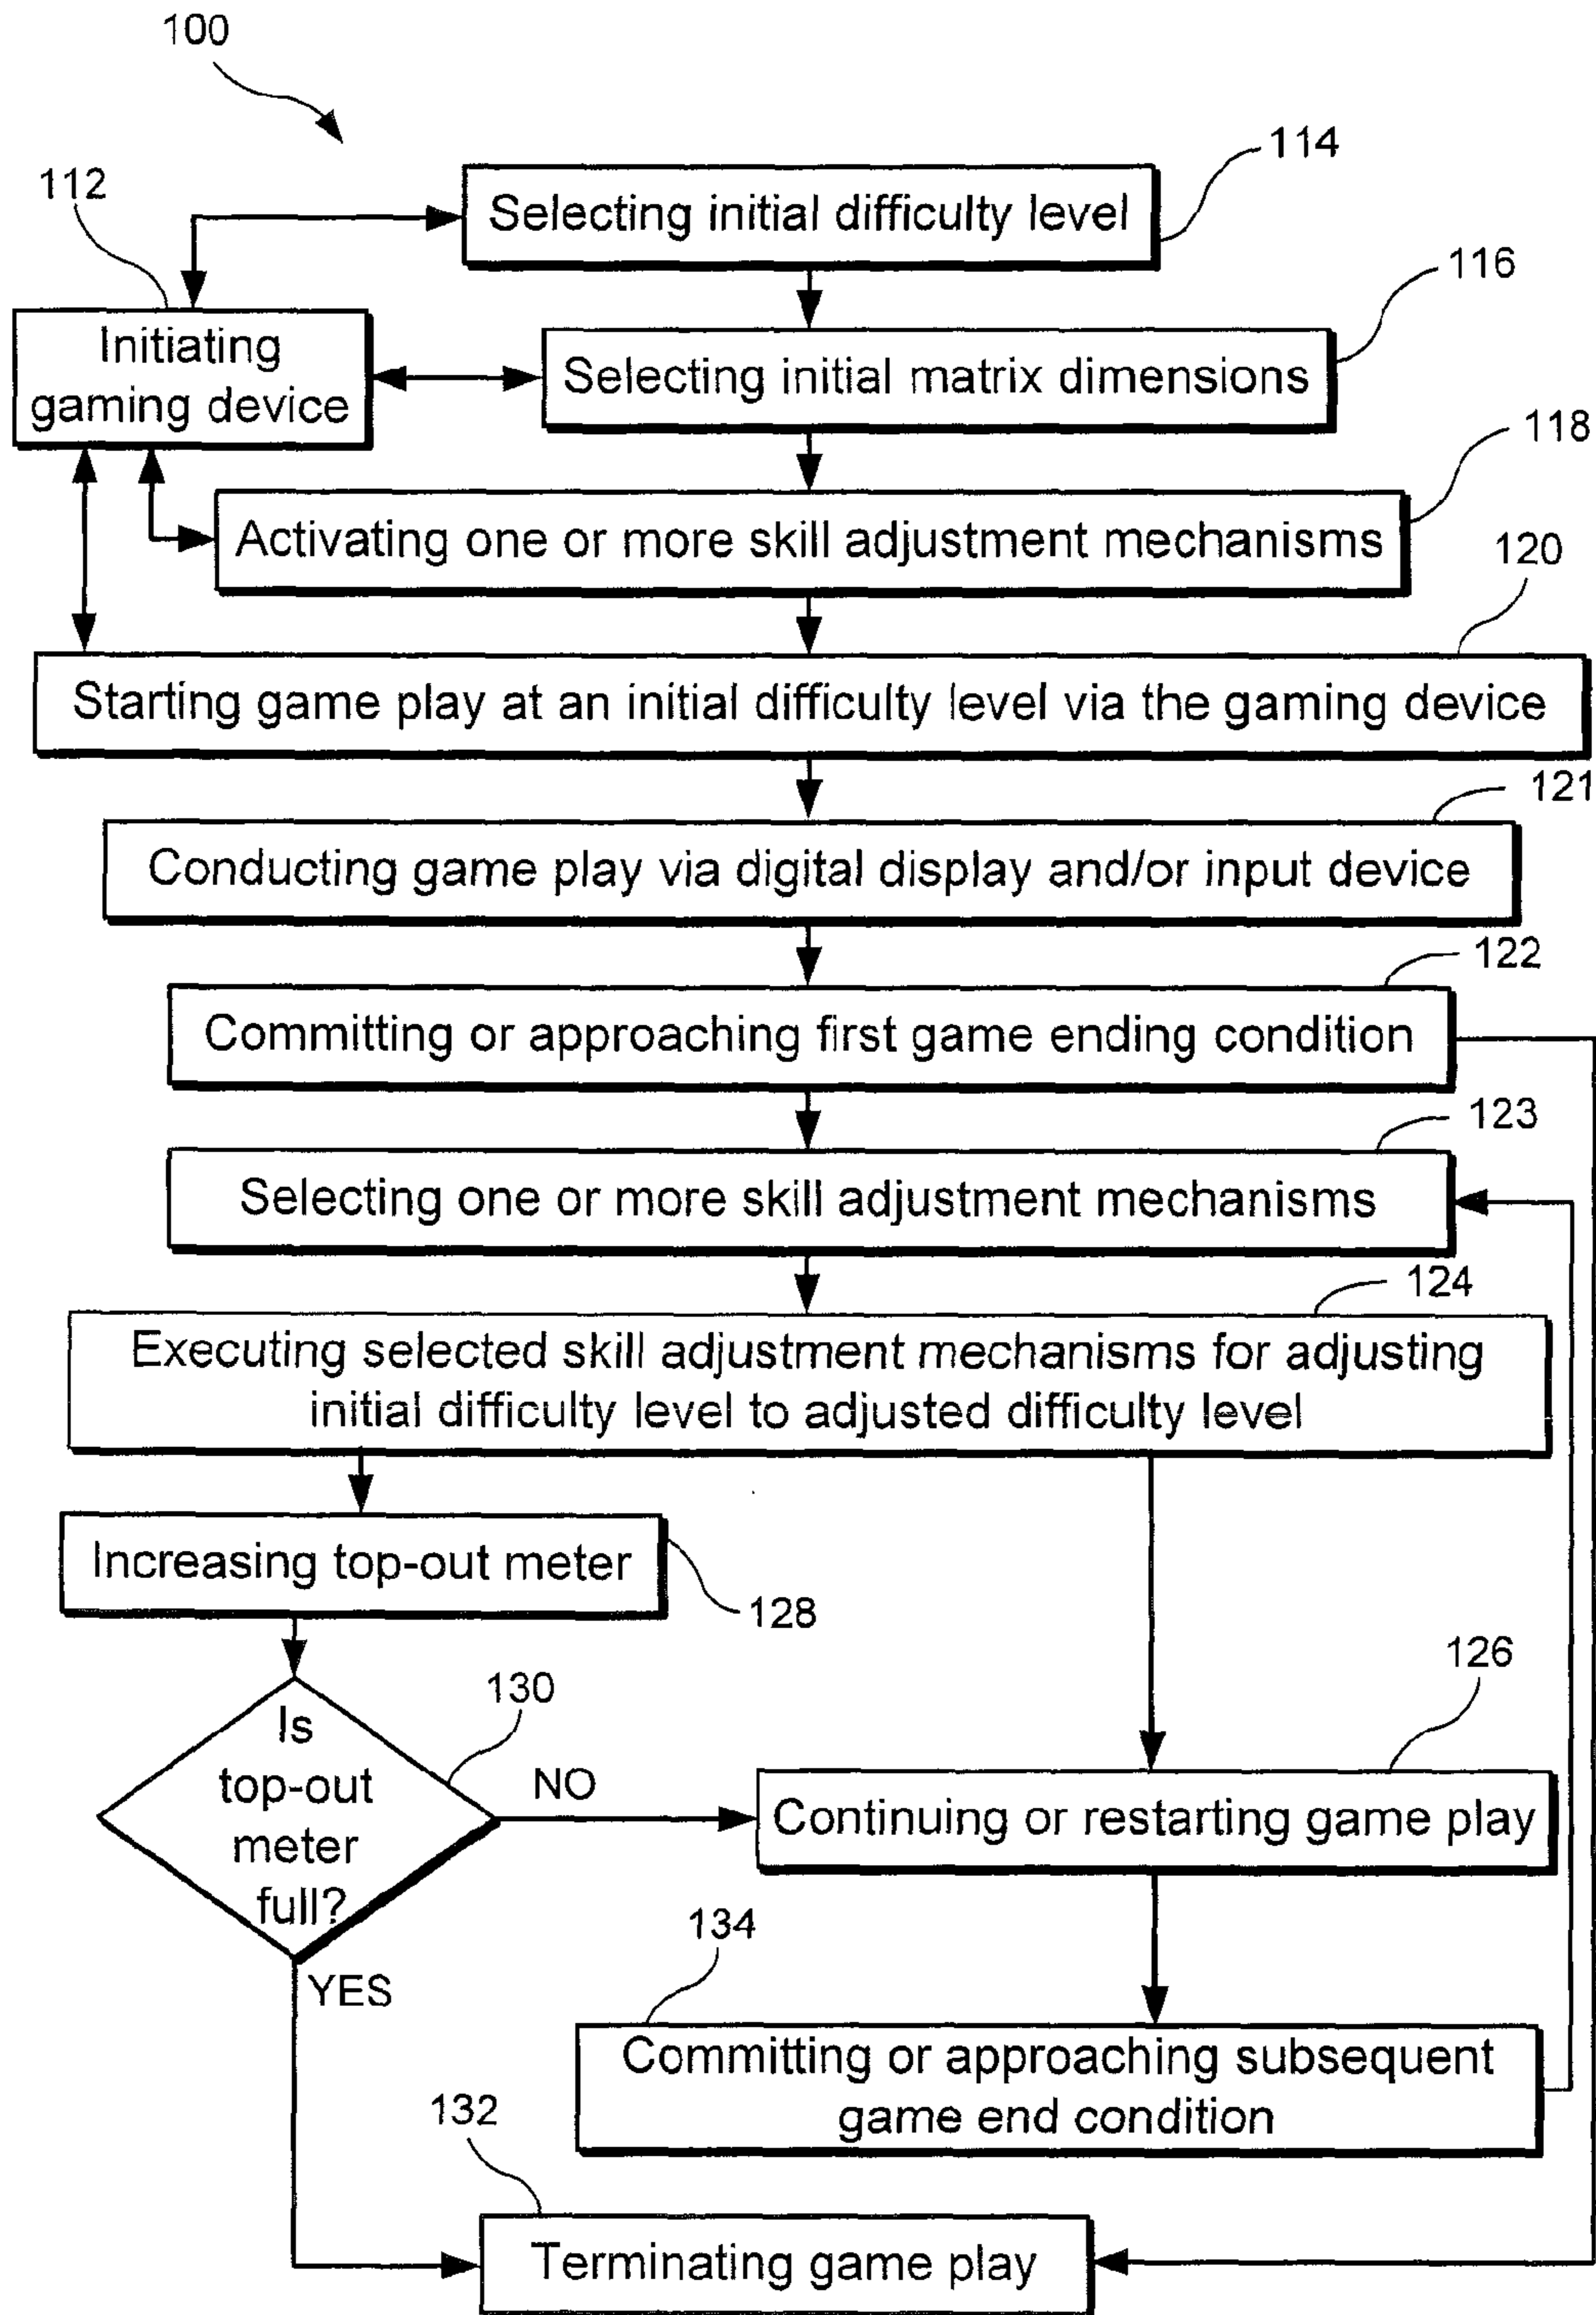 100
114
Selecting initial difficulty level
112
116
Initiating
gaming device
Selecting initial matrix dimensions
118
Activating one or more skill adjustment mechanisms
120
Starting game play at an initial difficulty level via the gaming device
121
Conducting game play via digital display and/or input device
122
Committing or approaching first game ending condition
123
Selecting one or more skill adjustment mechanisms
124
Executing selected skill adjustment mechanisms for adjusting
initial difficulty level to adjusted difficulty level
Increasing top-out meter
128
126
130
Is
top-out
meter
full?
NO
Continuing or restarting game play
134
YES
Committing or approaching subsequent
game end condition
132
Terminating game play